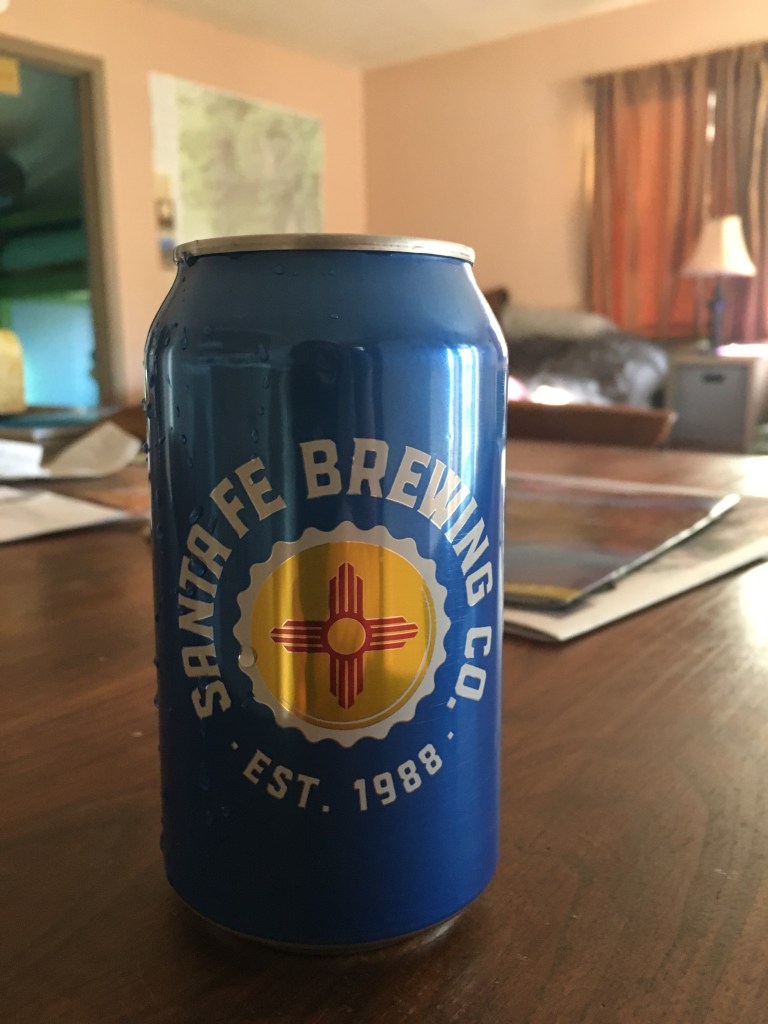 SANTA FE BREWING CO.
· EST. 1988 ·